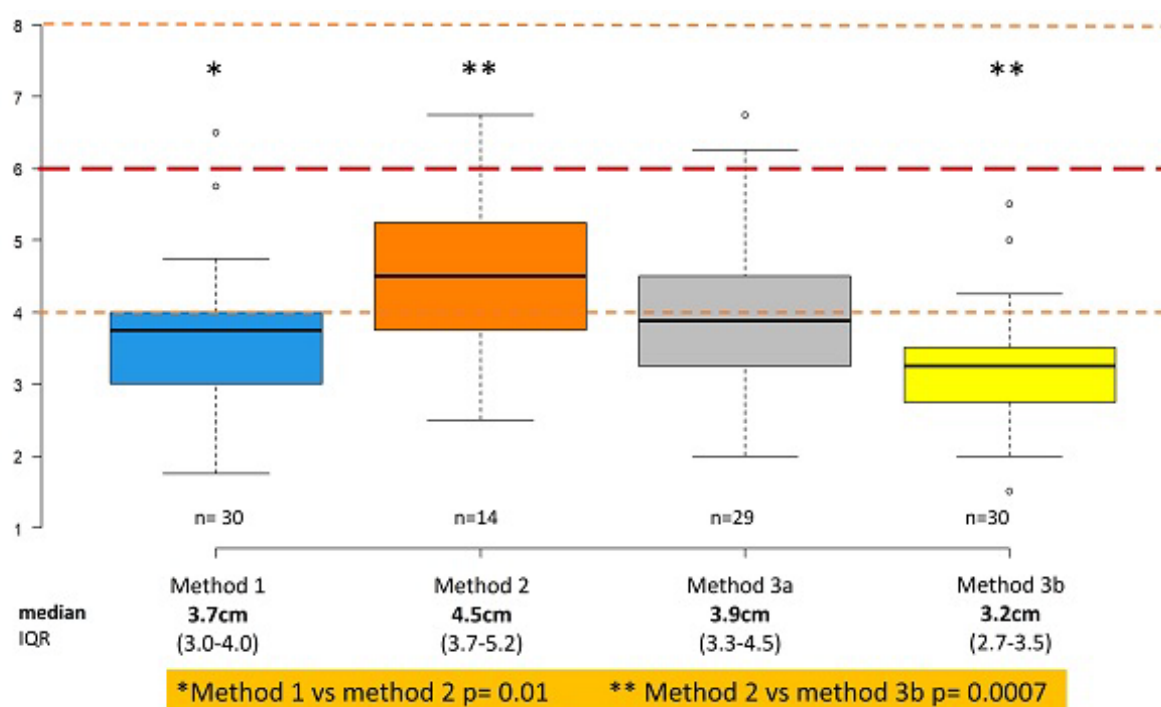 8
* ** **
7
6
5
4
3
2
n= 30 n=14 n=29 n=30
1
Method 1 Method 2 Method 3a Method 3b
median 3.7cm 4.5cm 3.9cm 3.2cm
IQR (3.0-4.0) (3.7-5.2) (3.3-4.5) (2.7-3.5)
*Method 1 vs method 2 p= 0.01 ** Method 2 vs method 3b p= 0.0007